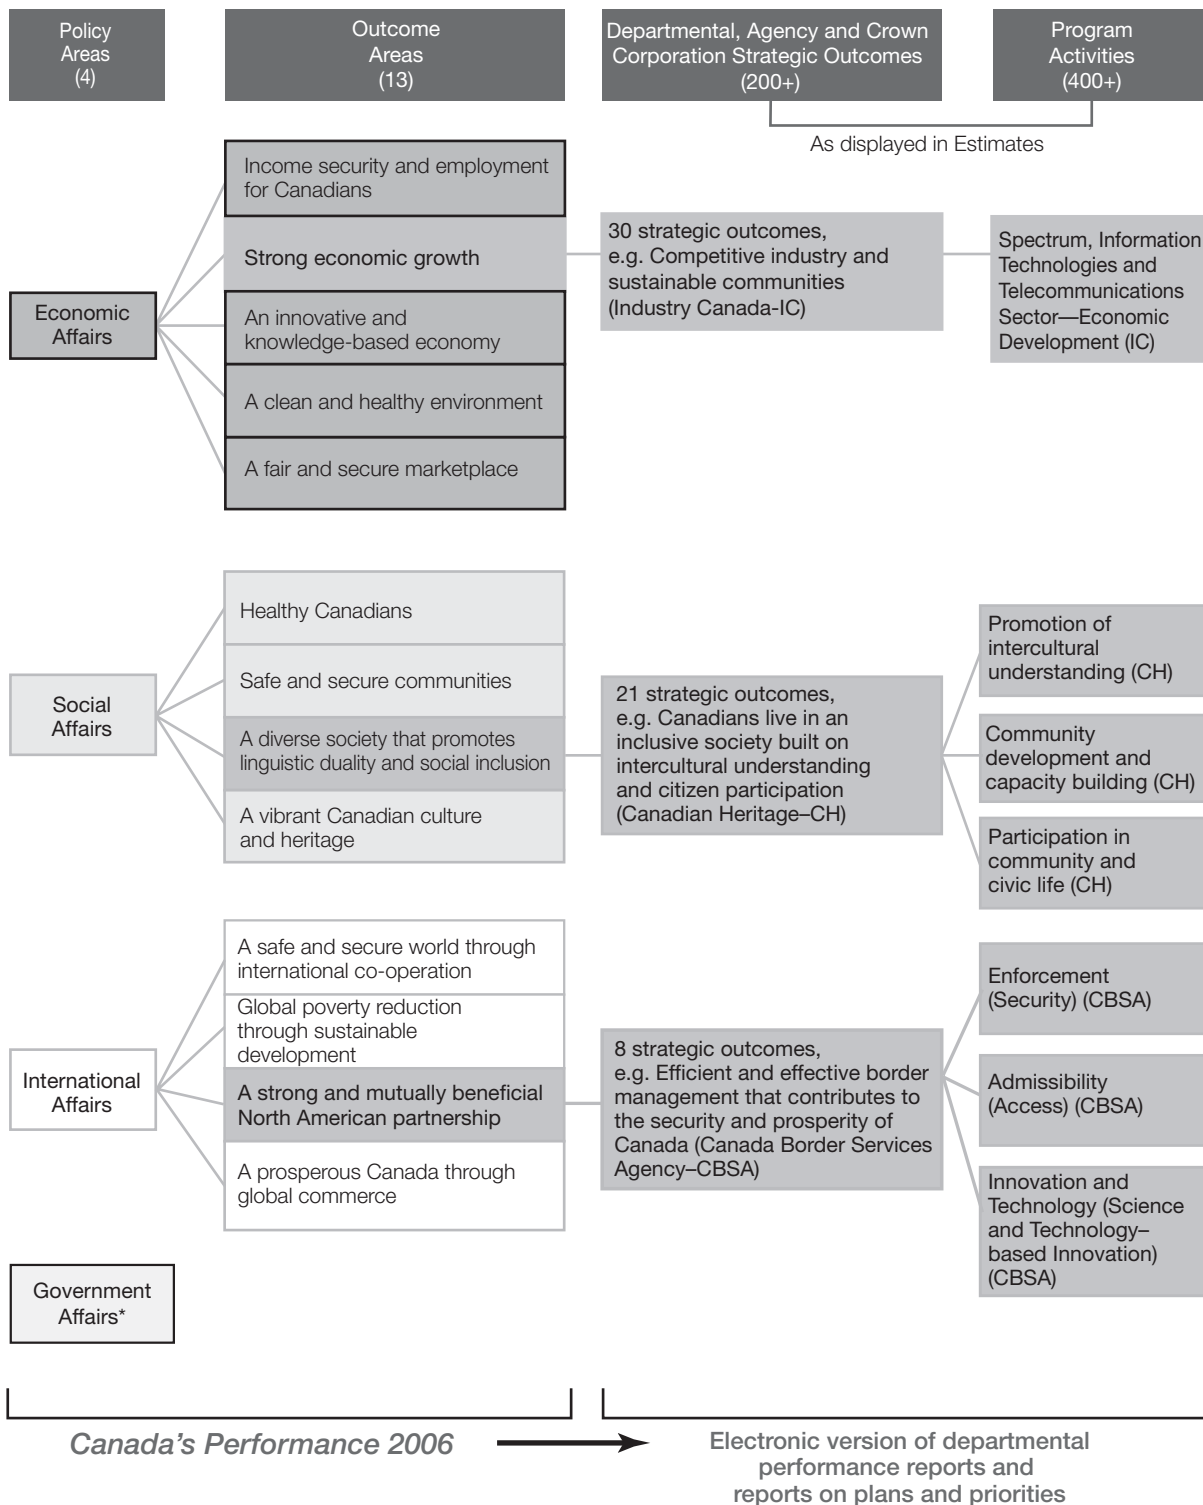 Policy
Areas
(4)
Outcome
Areas
(13)
Departmental, Agency and Crown
Corporation Strategic Outcomes
(200+)
Program
Activities
(400+)
As displayed in Estimates
Economic
Affairs
Income security and employment
for Canadians
Strong economic growth
An innovative and
knowledge-based economy
A clean and healthy environment
A fair and secure marketplace
30 strategic outcomes,
e.g. Competitive industry and
sustainable communities
(Industry Canada-IC)
Spectrum, Information
Technologies and
Telecommunications
Sector—Economic
Development (IC)
Social
Affairs
Healthy Canadians
Safe and secure communities
A diverse society that promotes
linguistic duality and social inclusion
A vibrant Canadian culture
and heritage
21 strategic outcomes,
e.g. Canadians live in an
inclusive society built on
intercultural understanding
and citizen participation
(Canadian Heritage–CH)
Promotion of
intercultural
understanding (CH)
Community
development and
capacity building (CH)
Participation in
community and
civic life (CH)
International
Affairs
A safe and secure world through
international co-operation
Global poverty reduction
through sustainable
development
A strong and mutually beneficial
North American partnership
A prosperous Canada through
global commerce
8 strategic outcomes,
e.g. Efficient and effective border
management that contributes to
the security and prosperity of
Canada (Canada Border Services
Agency–CBSA)
Enforcement
(Security) (CBSA)
Admissibility
(Access) (CBSA)
Innovation and
Technology (Science
and Technology–
based Innovation)
(CBSA)
Government
Affairs*
Canada's Performance 2006
Electronic version of departmental
performance reports and
reports on plans and priorities